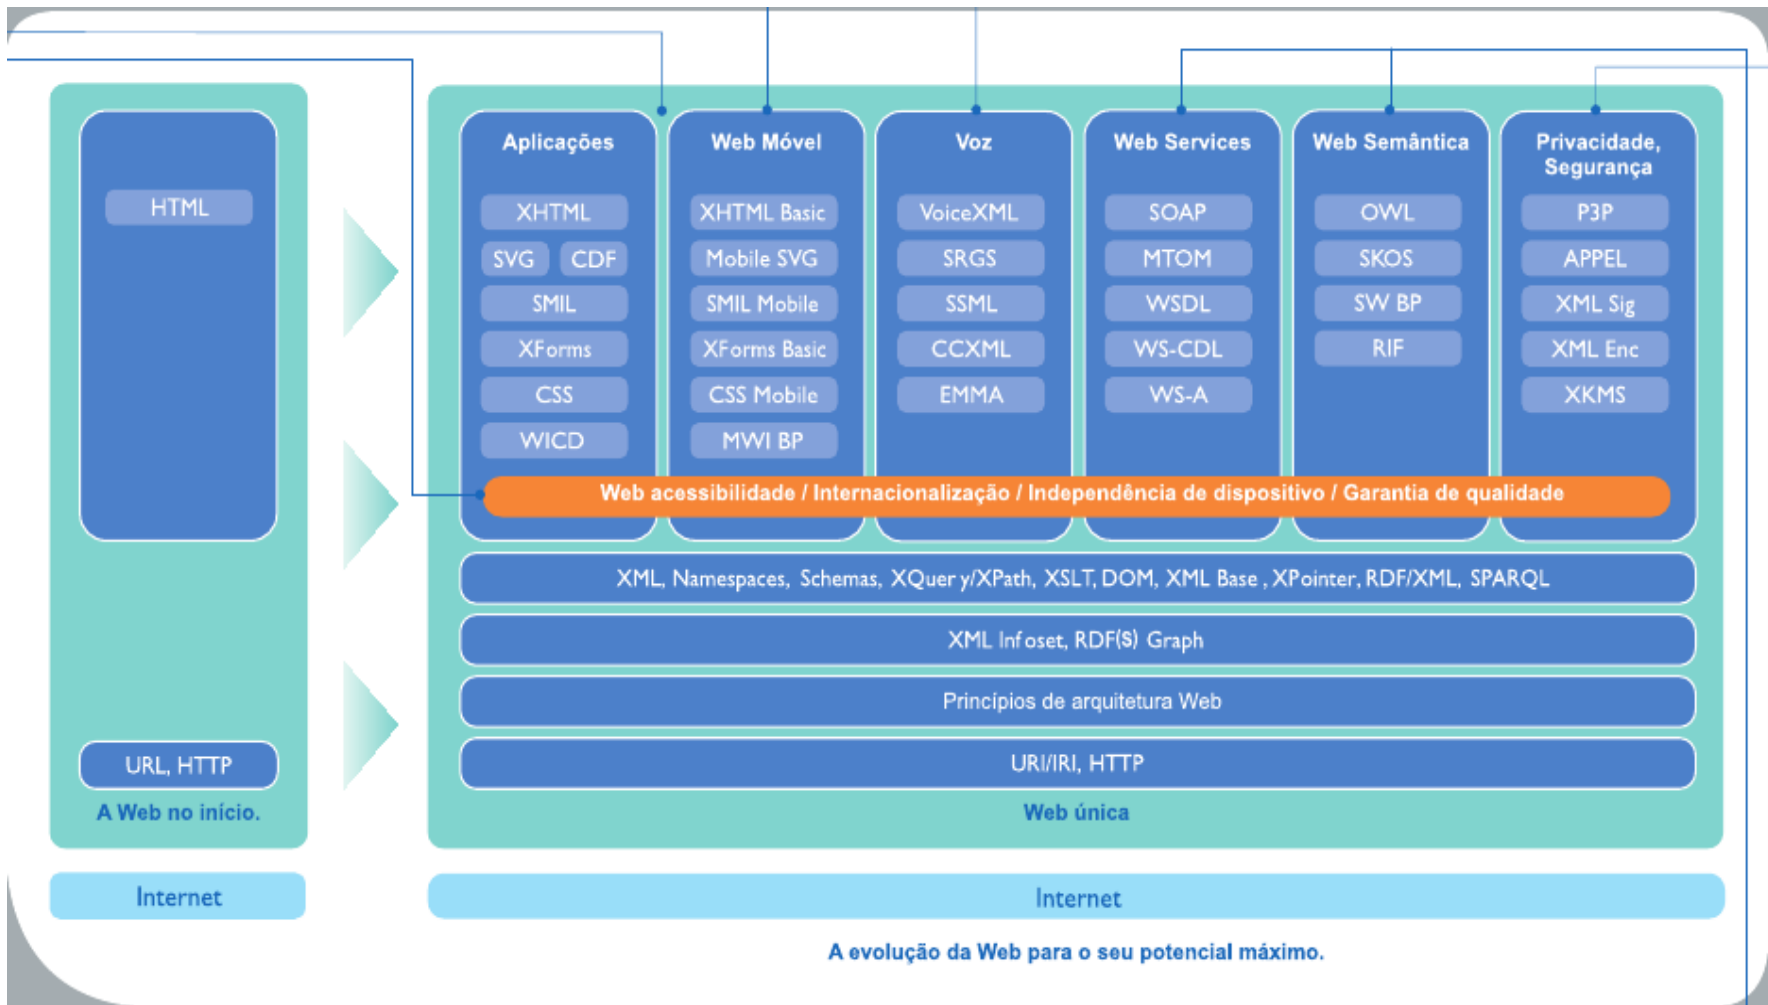 HTML
URL, HTTP
A Web no início.
Internet
Aplicações
XHTML
SVG
CDF
SMIL
XForms
CSS
WICD
Web Móvel
XHTML Basic
Mobile SVG
SMIL Mobile
XForms Basic
CSS Mobile
MWI BP
Voz
VoiceXML
SRGS
SSML
CCXML
EMMA
Web Services
SOAP
MTOM
WSDL
WS-CDL
WS-A
Web Semântica
OWL
SKOS
SW BP
RIF
Privacidade,
Segurança
P3P
APPEL
XML Sig
XML Enc
XKMS
Web acessibilidade / Internacionalização / Independência de dispositivo / Garantia de qualidade
XML, Namespaces, Schemas, XQuery/XPath, XSLT, DOM, XML Base, XPointer, RDF/XML, SPARQL
XML Infoset, RDF(S) Graph
Princípios de arquitetura Web
URI/IRI, HTTP
Web única
Internet
A evolução da Web para o seu potencial máximo.